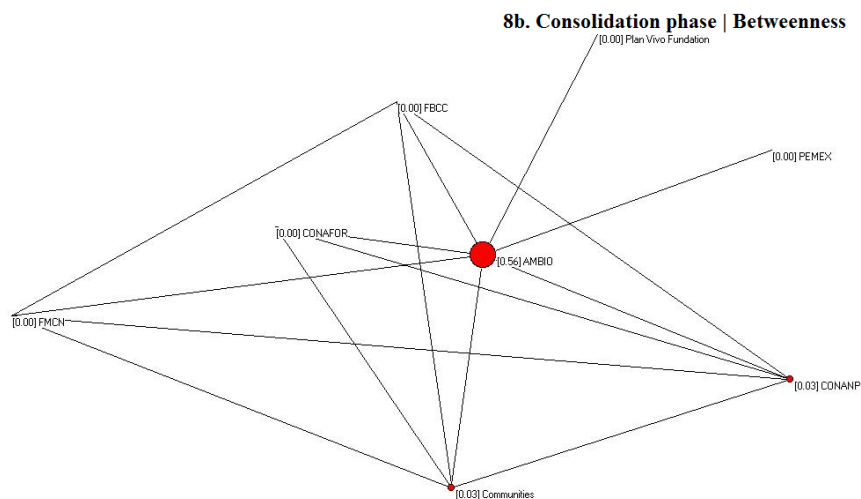 8b. Consolidation phase | Betweenness
[0.00] Plan Vivo Fundation
[0.00] FBCC
[0.00] PEMEX
[0.00] CONAFOR
[0.56] AMBIO
[0.00] FMCN
[0.03] CONANP
[0.03] Communities